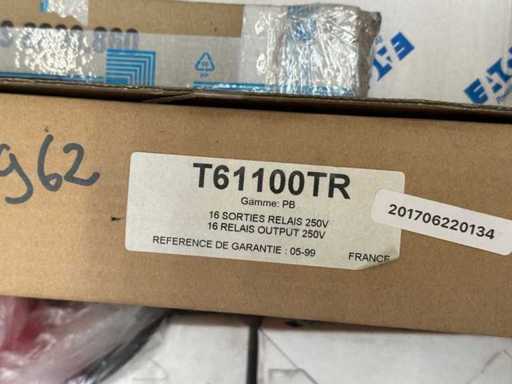 962
T61100TR
Gamme: PB
16 SORTIES RELAIS 250V
16 RELAIS OUTPUT 250V
REFERENCE DE GARANTIE : 05-99 FRANCE
201706220134